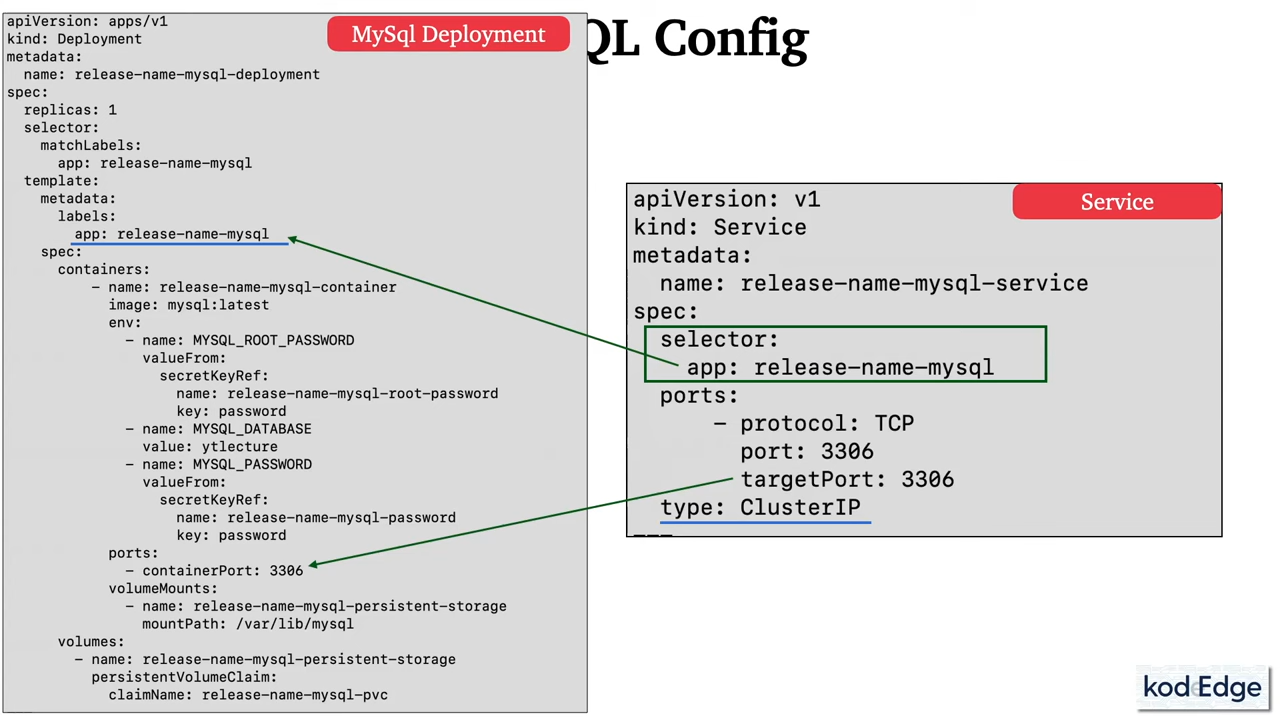 QL Config
MySql Deployment
apiVersion: apps/v1
kind: Deployment
metadata:
  name: release-name-mysql-deployment
spec:
  replicas: 1
  selector:
    matchLabels:
      app: release-name-mysql
  template:
    metadata:
      labels:
        app: release-name-mysql
    spec:
      containers:
          - name: release-name-mysql-container
            image: mysql:latest
            env:
              - name: MYSQL_ROOT_PASSWORD
                valueFrom:
                  secretKeyRef:
                    name: release-name-mysql-root-password
                    key: password
              - name: MYSQL_DATABASE
                value: ytlecture
              - name: MYSQL_PASSWORD
                valueFrom:
                  secretKeyRef:
                    name: release-name-mysql-password
                    key: password
            ports:
              - containerPort: 3306
            volumeMounts:
              - name: release-name-mysql-persistent-storage
                mountPath: /var/lib/mysql
      volumes:
        - name: release-name-mysql-persistent-storage
          persistentVolumeClaim:
            claimName: release-name-mysql-pvc
Service
apiVersion: v1
kind: Service
metadata:
  name: release-name-mysql-service
spec:
  selector:
    app: release-name-mysql
  ports:
      - protocol: TCP
        port: 3306
        targetPort: 3306
  type: ClusterIP
---
kodEdge